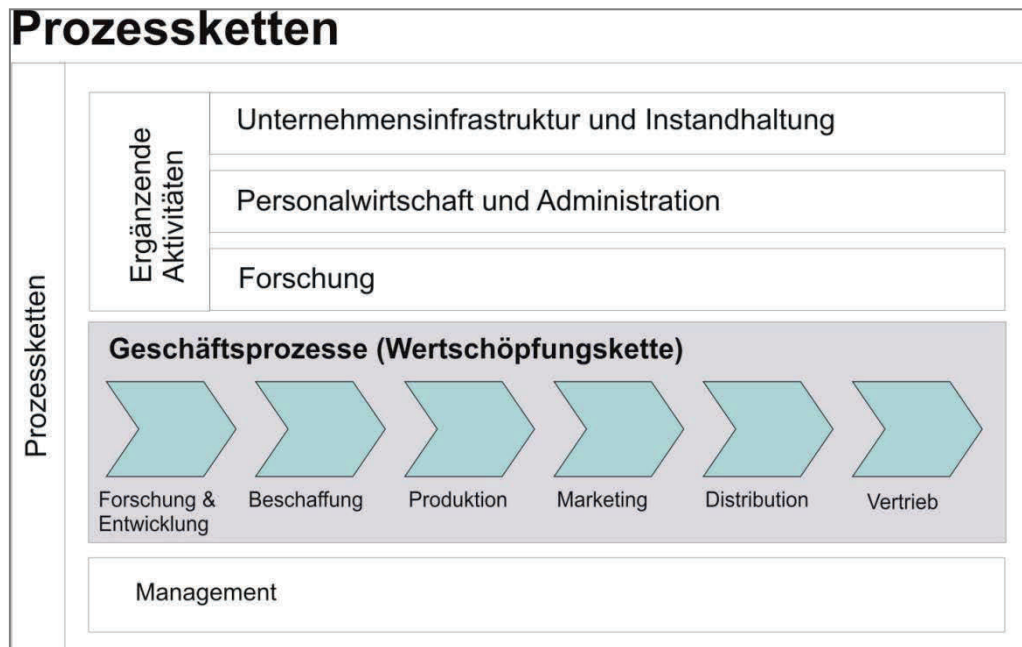 Prozessketten
Prozessketten
Ergänzende
Aktivitäten
Unternehmensinfrastruktur und Instandhaltung
Personalwirtschaft und Administration
Forschung
Geschäftsprozesse (Wertschöpfungskette)
Forschung &
Entwicklung
Beschaffung
Produktion
Marketing
Distribution
Vertrieb
Management